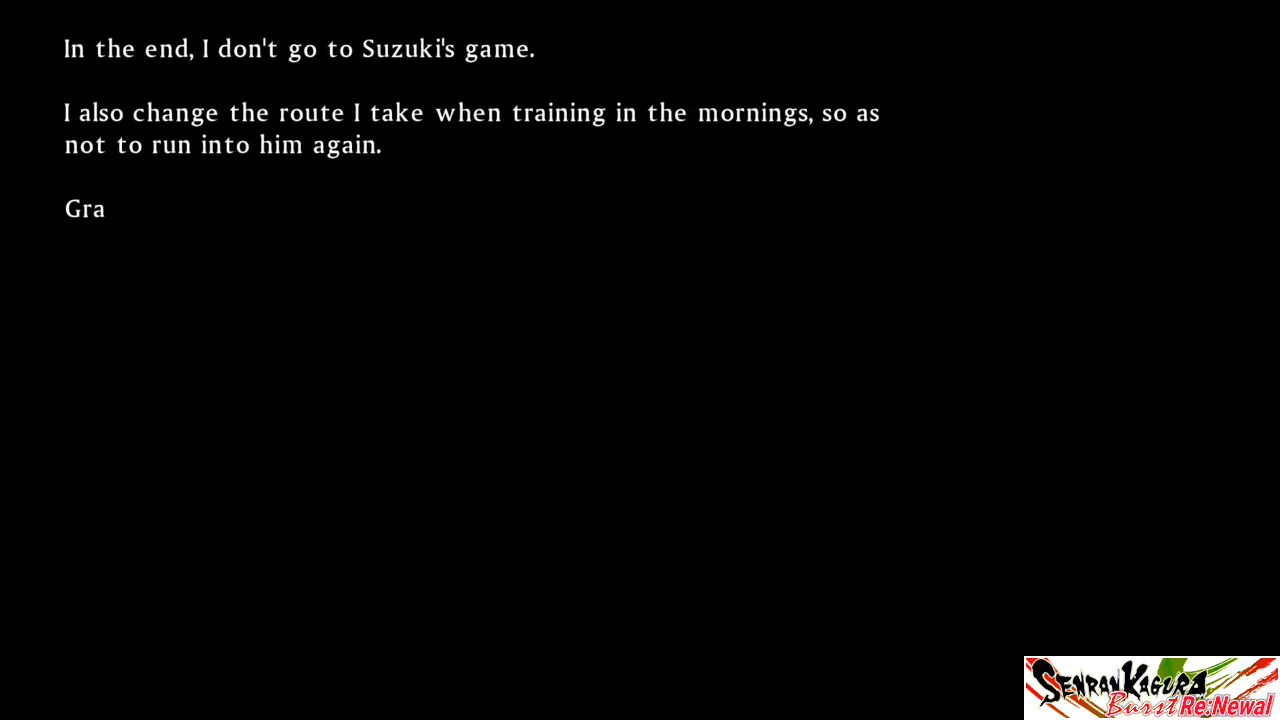 In the end, I don't go to Suzuki's game.
I also change the route I take when training in the mornings, so as
not to run into him again.
Gra
SENRAN KAGURA
Burst Re:Newal